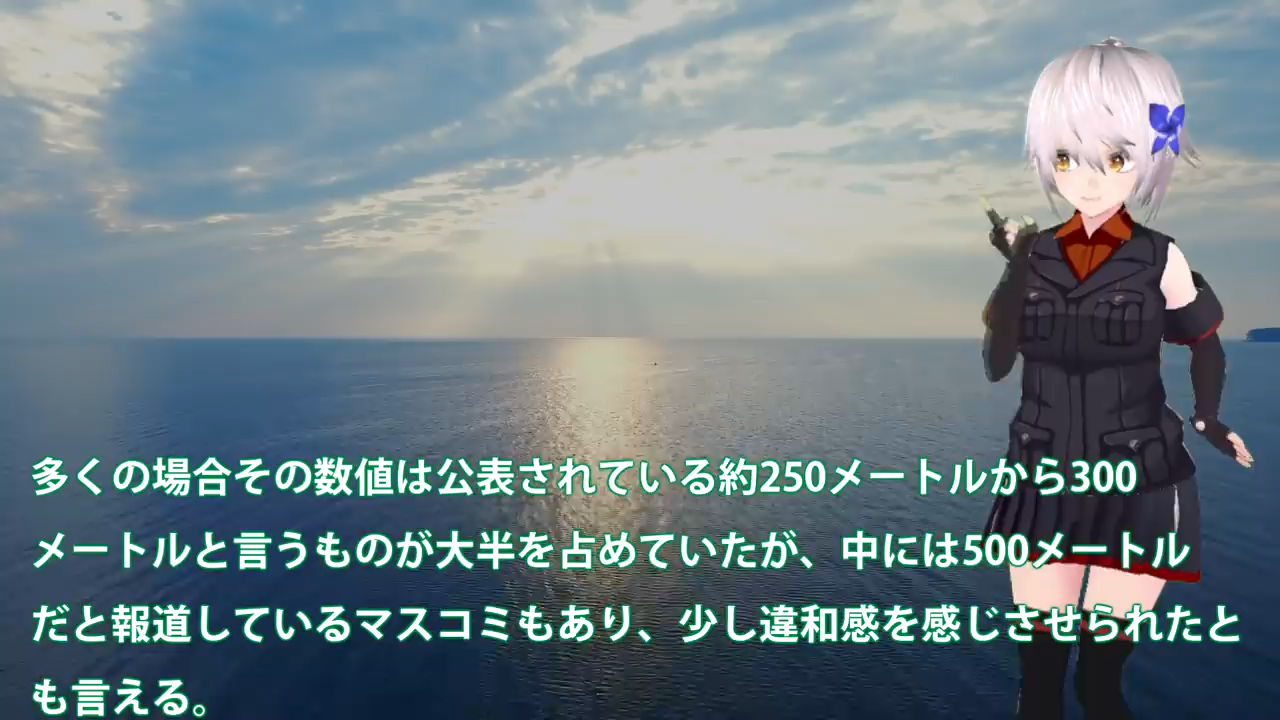 多くの場合その数値は公表されている約250メートルから300
メートルと言うものが大半を占めていたが、中には500メートル
だと報道しているマスコミもあり、少し違和感を感じさせられたと
も言える。